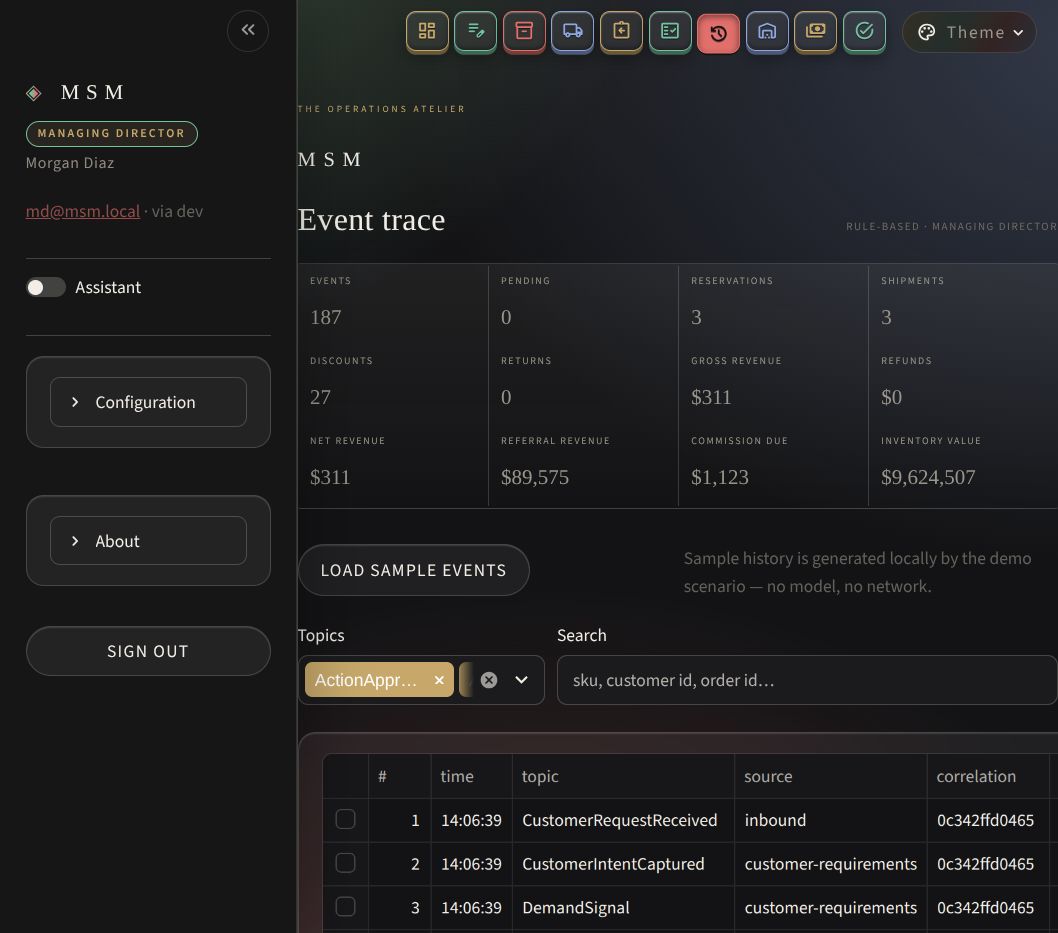 Theme
M S M
MANAGING DIRECTOR
Morgan Diaz
md@msm.local · via dev
Assistant
Configuration
About
SIGN OUT
THE OPERATIONS ATELIER
M S M
Event trace
RULE-BASED · MANAGING DIRECTOR
EVENTS PENDING RESERVATIONS SHIPMENTS
187 0 3 3
DISCOUNTS RETURNS GROSS REVENUE REFUNDS
27 0 $311 $0
NET REVENUE REFERRAL REVENUE COMMISSION DUE INVENTORY VALUE
$311 $89,575 $1,123 $9,624,507
LOAD SAMPLE EVENTS
Sample history is generated locally by the demo
scenario — no model, no network.
Topics Search
ActionAppr… sku, customer id, order id…
# time topic source correlation
1 14:06:39 CustomerRequestReceived inbound 0c342ffd0465
2 14:06:39 CustomerIntentCaptured customer-requirements 0c342ffd0465
3 14:06:39 DemandSignal customer-requirements 0c342ffd0465